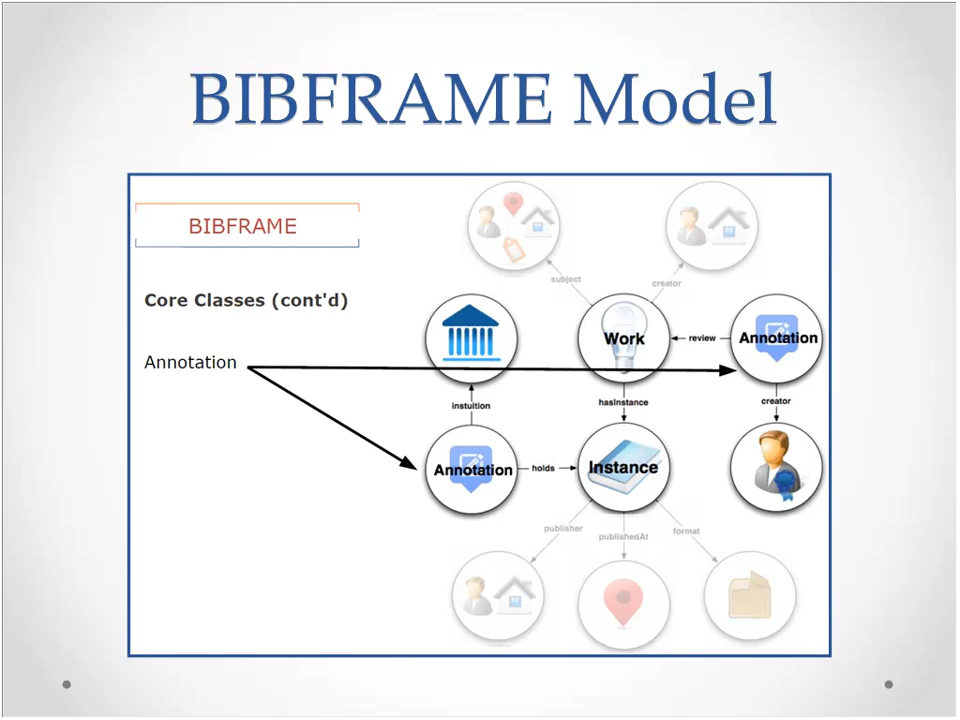 BIBFRAME Model
BIBFRAME
Core Classes (cont'd)
Annotation
subject
creator
Work
review
Annotation
instuition
hasInstance
creator
Annotation
holds
Instance
publisher
publishedAt
format